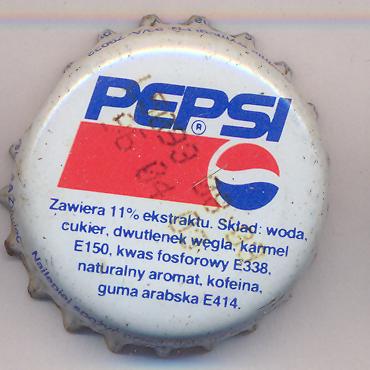 PEPSI
®
Zawiera 11% ekstraktu. Skład: woda,
cukier, dwutlenek węgla, karmel
E150, kwas fosforowy E338,
naturalny aromat, kofeina,
guma arabska E414.
Najlepiej